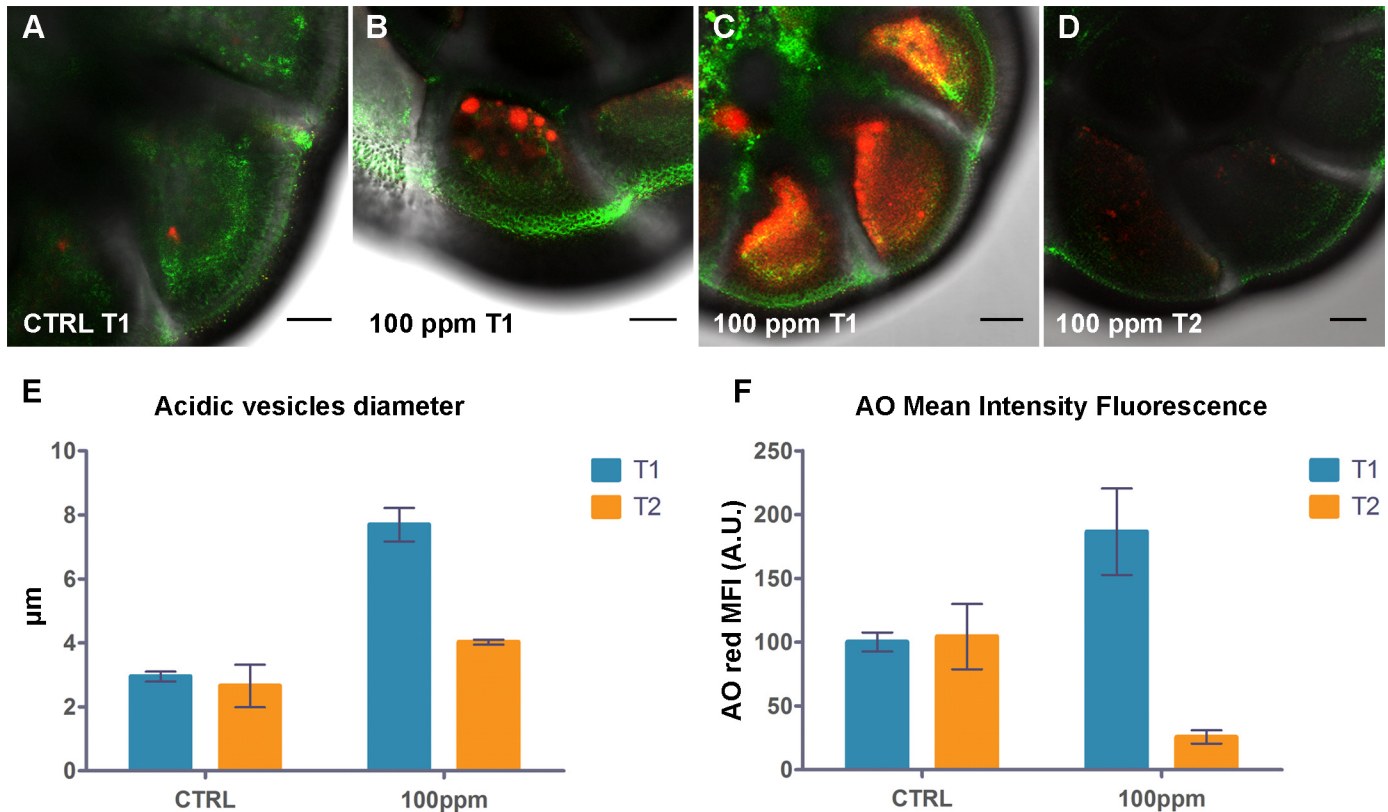 A
B
C
D
CTRL T1
100 ppm T1
100 ppm T1
100 ppm T2
E
Acidic vesicles diameter
10
8
6
4
2
0
µm
CTRL
100ppm
T1
T2
F
AO Mean Intensity Fluorescence
250
200
150
100
50
0
AO red MFI (A.U.)
CTRL
100ppm
T1
T2